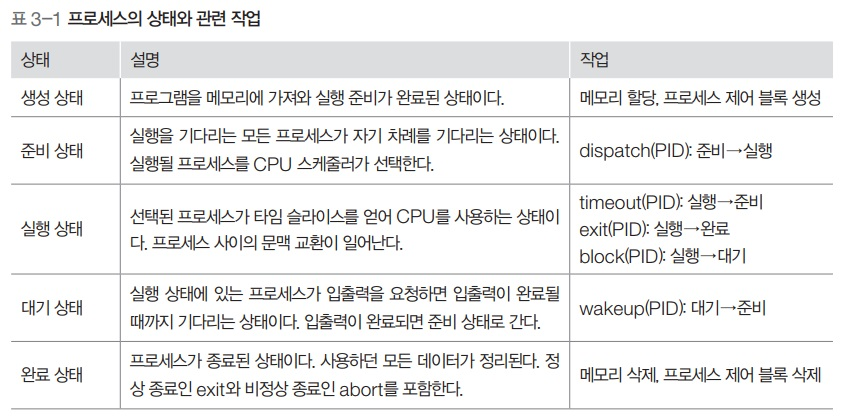 표 3-1 프로세스의 상태와 관련 작업
상태 설명 작업
생성 상태 프로그램을 메모리에 가져와 실행 준비가 완료된 상태이다. 메모리 할당, 프로세스 제어 블록 생성
준비 상태 실행을 기다리는 모든 프로세스가 자기 차례를 기다리는 상태이다.
실행될 프로세스를 CPU 스케줄러가 선택한다.
dispatch(PID): 준비→실행
실행 상태 선택된 프로세스가 타임 슬라이스를 얻어 CPU를 사용하는 상태이
다. 프로세스 사이의 문맥 교환이 일어난다.
timeout(PID): 실행→준비
exit(PID): 실행→완료
block(PID): 실행→대기
대기 상태 실행 상태에 있는 프로세스가 입출력을 요청하면 입출력이 완료될
때까지 기다리는 상태이다. 입출력이 완료되면 준비 상태로 간다.
wakeup(PID): 대기→준비
완료 상태 프로세스가 종료된 상태이다. 사용하던 모든 데이터가 정리된다. 정
상 종료인 exit와 비정상 종료인 abort를 포함한다.
메모리 삭제, 프로세스 제어 블록 삭제